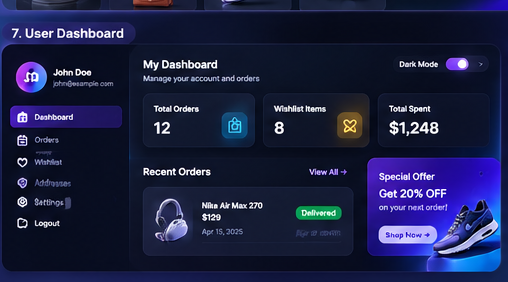 7. User Dashboard
John Doe
john@example.com
Dashboard
Orders
Wishlist
Addresses
Settings
Logout
My Dashboard
Manage your account and orders
Dark Mode
Total Orders
12
Wishlist Items
8
Total Spent
$1,248
Recent Orders
View All →
Nike Air Max 270
$129
Apr 15, 2025
Delivered
Special Offer
Get 20% OFF
on your next order!
Shop Now →